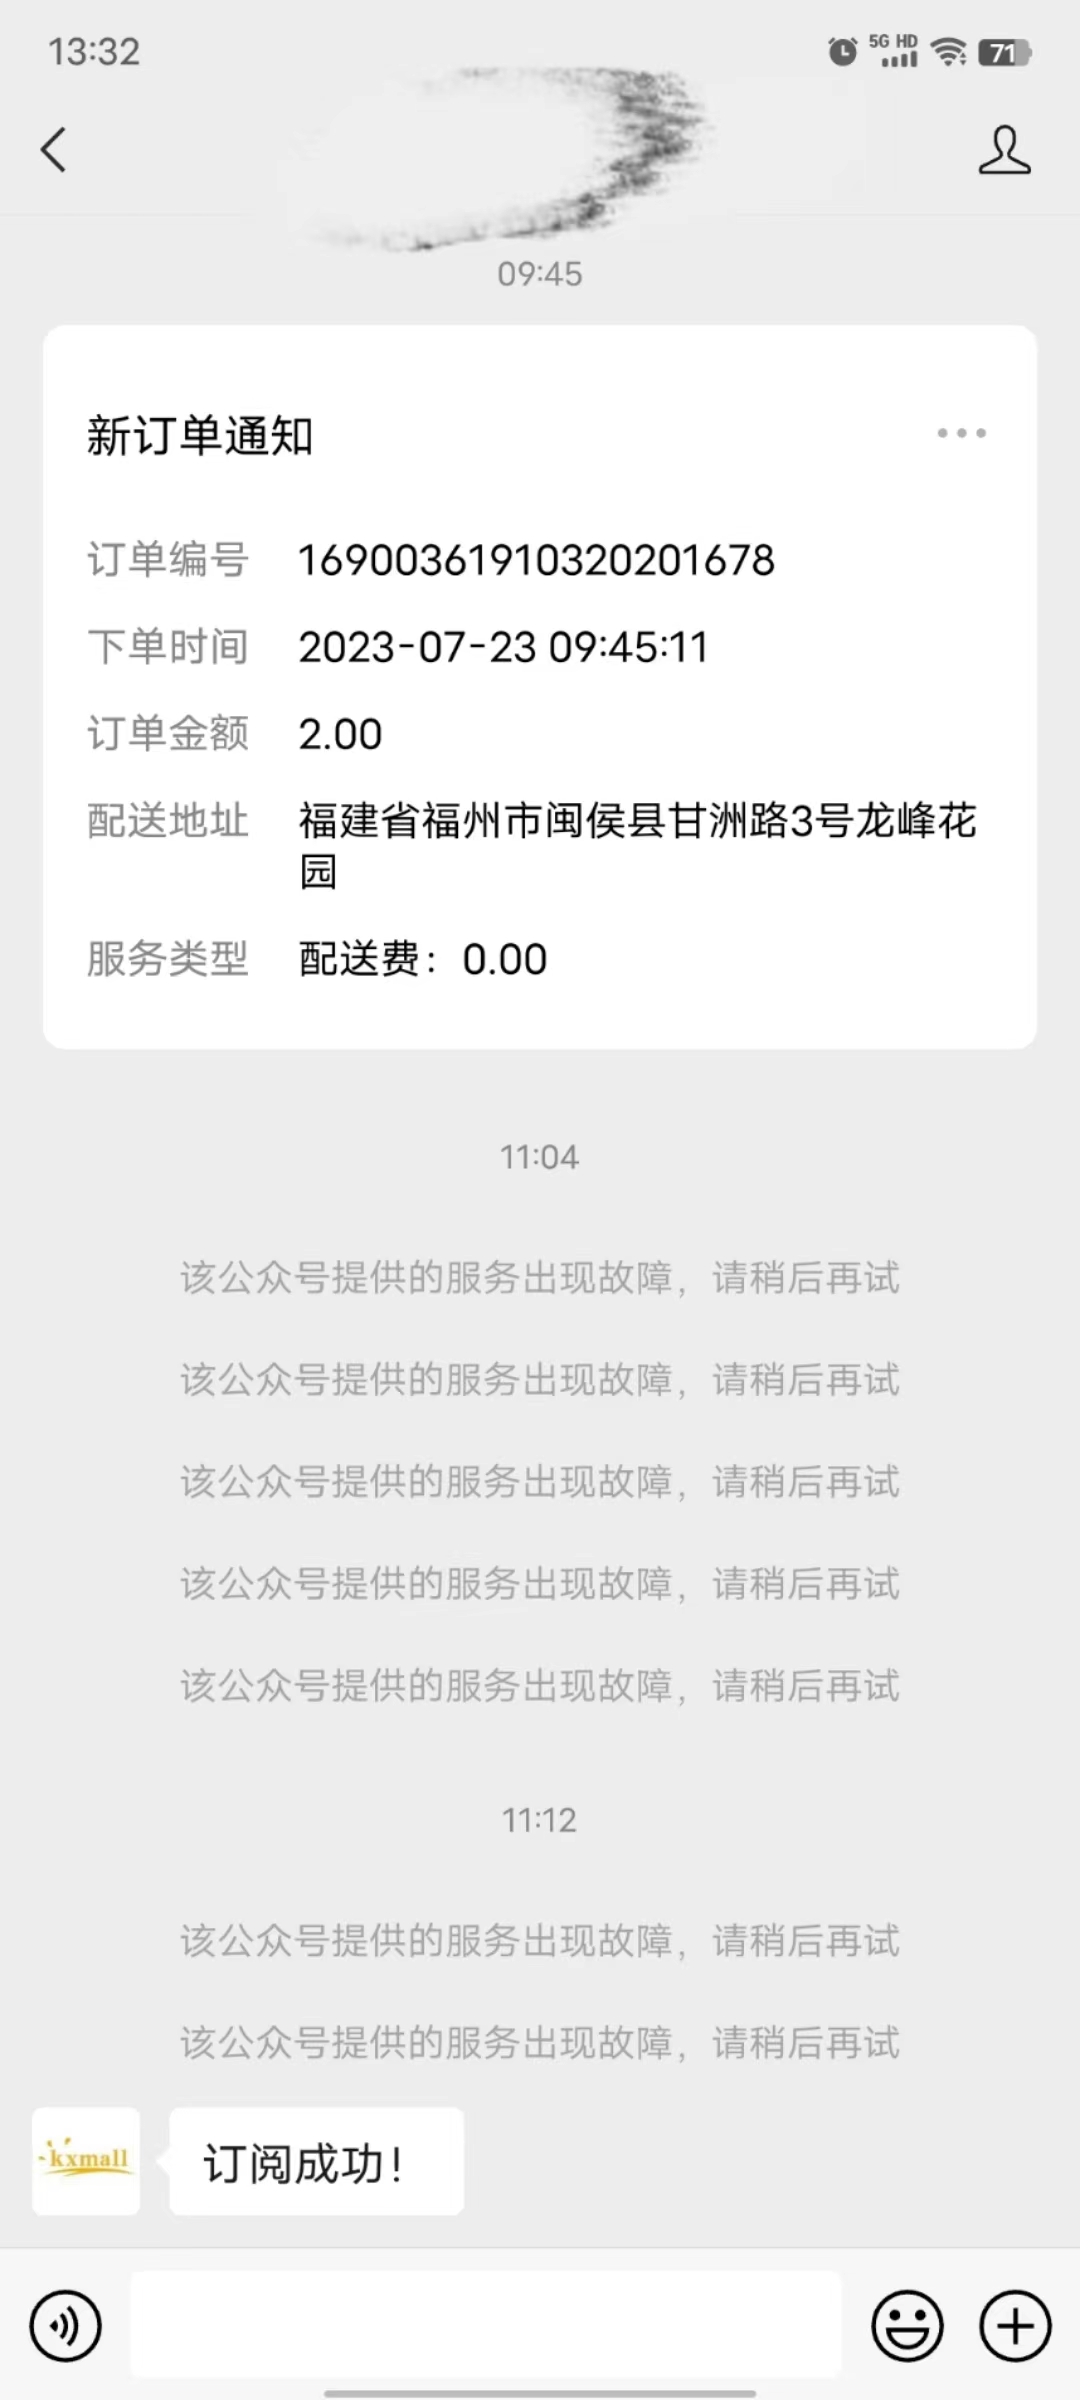 13:32
5G HD
71
09:45
新订单通知
订单编号 16900361910320201678
下单时间 2023-07-23 09:45:11
订单金额 2.00
配送地址 福建省福州市闽侯县甘洲路3号龙峰花
园
服务类型 配送费：0.00
11:04
该公众号提供的服务出现故障，请稍后再试
该公众号提供的服务出现故障，请稍后再试
该公众号提供的服务出现故障，请稍后再试
该公众号提供的服务出现故障，请稍后再试
该公众号提供的服务出现故障，请稍后再试
11:12
该公众号提供的服务出现故障，请稍后再试
该公众号提供的服务出现故障，请稍后再试
kxmall
订阅成功！